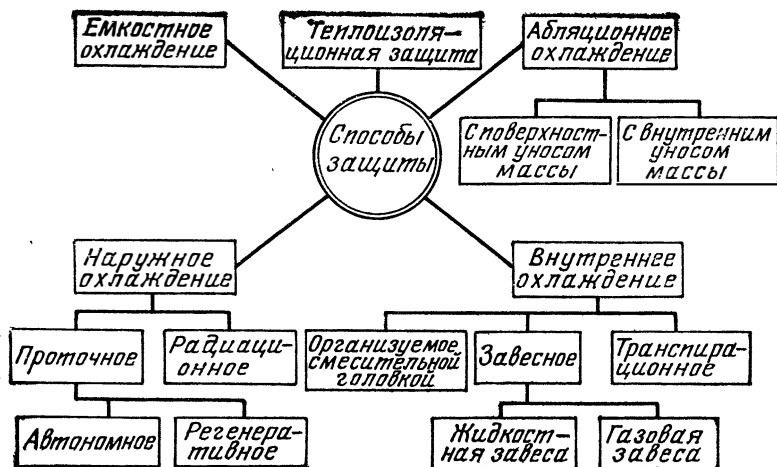 Емкостное
охлаждение
Теплоизоля-
ционная защита
Абляционное
охлаждение
Способы
защиты
С поверхност-
ным уносом
массы
С внутренним
уносом
массы
Наружное
охлаждение
Внутреннее
охлаждение
Проточное
Радиаци-
онное
Организуемое
смесительной
головкой
Завесное
Транспира-
ционное
Автономное
Регенера-
тивное
Жидкост-
ная завеса
Газовая
завеса